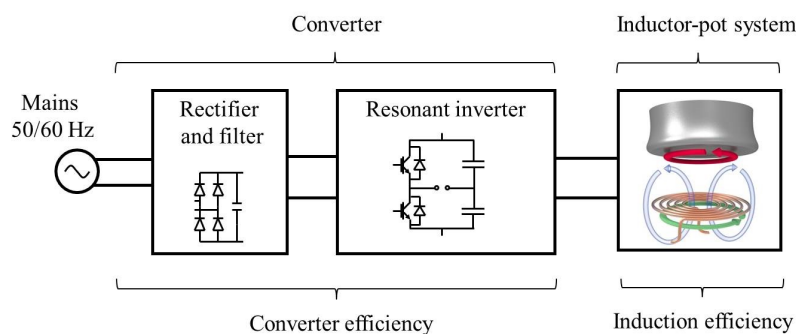 Converter
Inductor-pot system
Mains
50/60 Hz
Rectifier
and filter
Resonant inverter
Converter efficiency
Induction efficiency